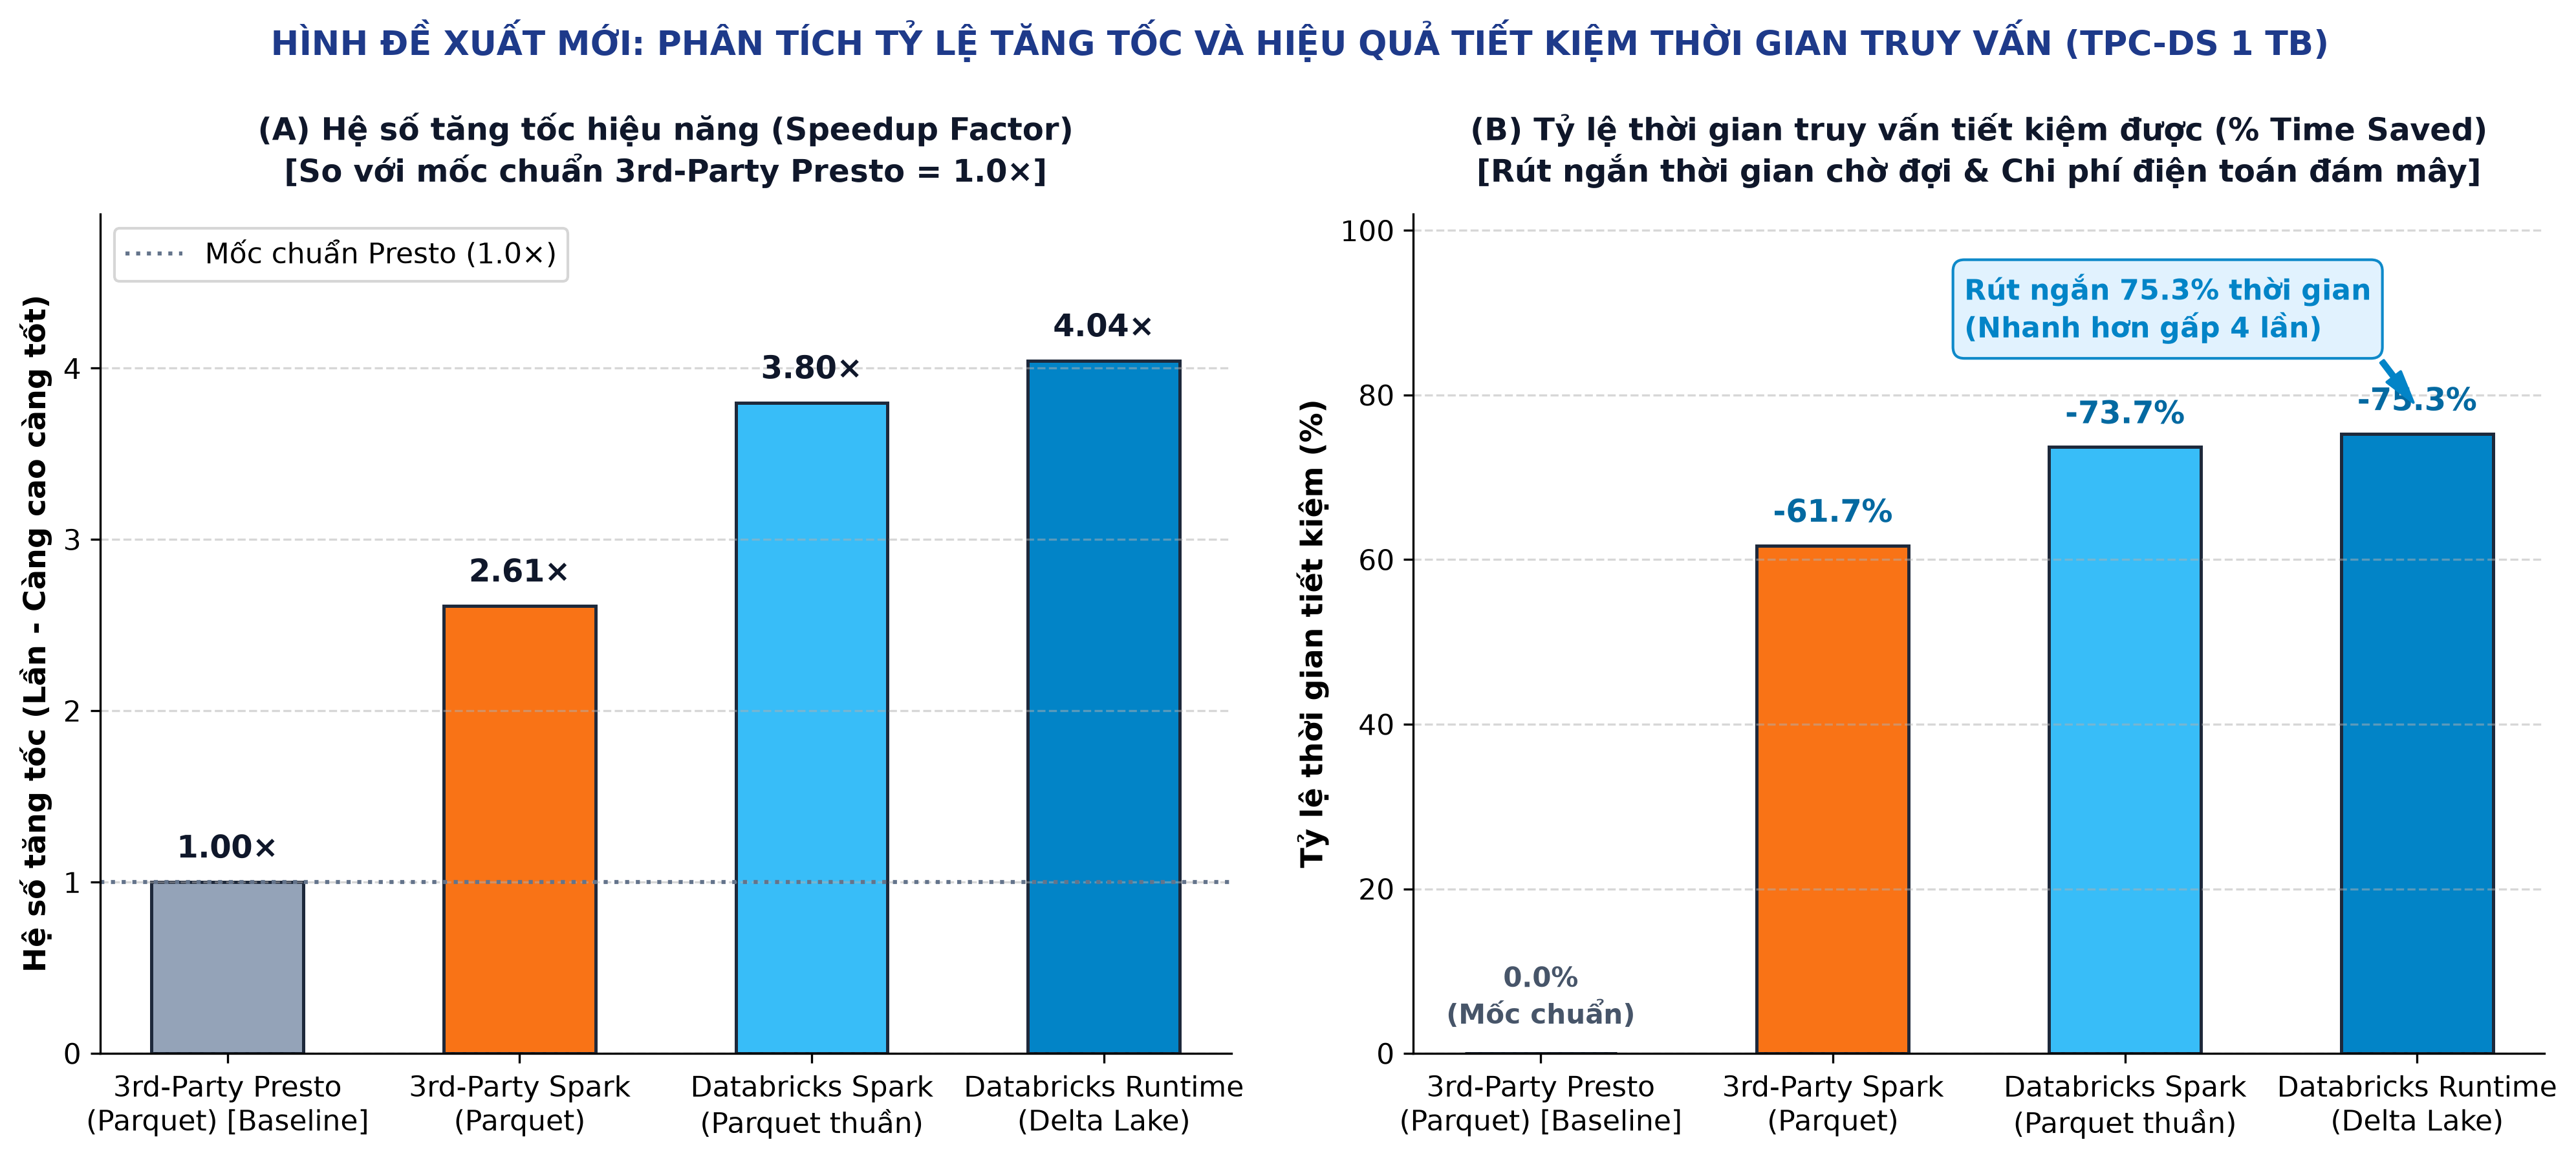 HÌNH ĐỀ XUẤT MỚI: PHÂN TÍCH TỶ LỆ TĂNG TỐC VÀ HIỆU QUẢ TIẾT KIỆM THỜI GIAN TRUY VẤN (TPC-DS 1 TB)
(A) Hệ số tăng tốc hiệu năng (Speedup Factor)
[So với mốc chuẩn 3rd-Party Presto = 1.0×]
Hệ số tăng tốc (Lần - Càng cao càng tốt)
Mốc chuẩn Presto (1.0×)
4
3
2
1
0
1.00×
2.61×
3.80×
4.04×
3rd-Party Presto
(Parquet) [Baseline]
3rd-Party Spark
(Parquet)
Databricks Spark
(Parquet thuần)
Databricks Runtime
(Delta Lake)
(B) Tỷ lệ thời gian truy vấn tiết kiệm được (% Time Saved)
[Rút ngắn thời gian chờ đợi & Chi phí điện toán đám mây]
Tỷ lệ thời gian tiết kiệm (%)
100
80
60
40
20
0
Rút ngắn 75.3% thời gian
(Nhanh hơn gấp 4 lần)
0.0%
(Mốc chuẩn)
-61.7%
-73.7%
-75.3%
3rd-Party Presto
(Parquet) [Baseline]
3rd-Party Spark
(Parquet)
Databricks Spark
(Parquet thuần)
Databricks Runtime
(Delta Lake)